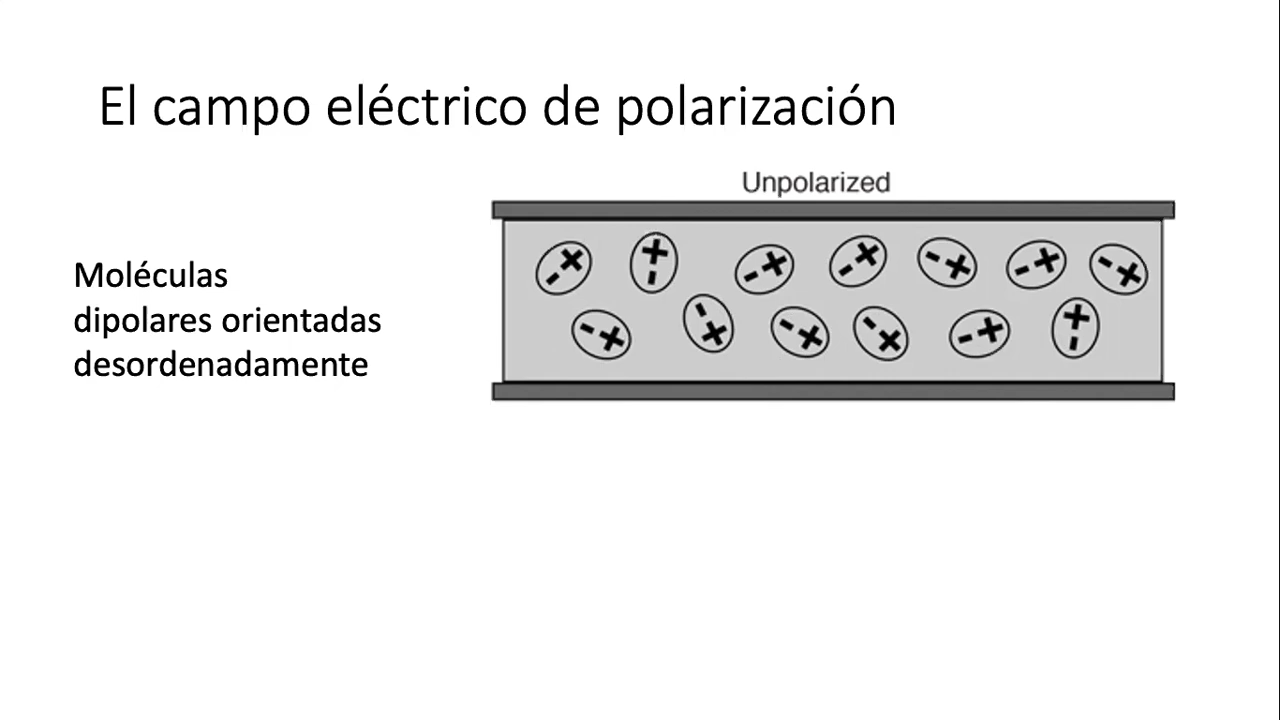 El campo eléctrico de polarización
Unpolarized
Moléculas
dipolares orientadas
desordenadamente